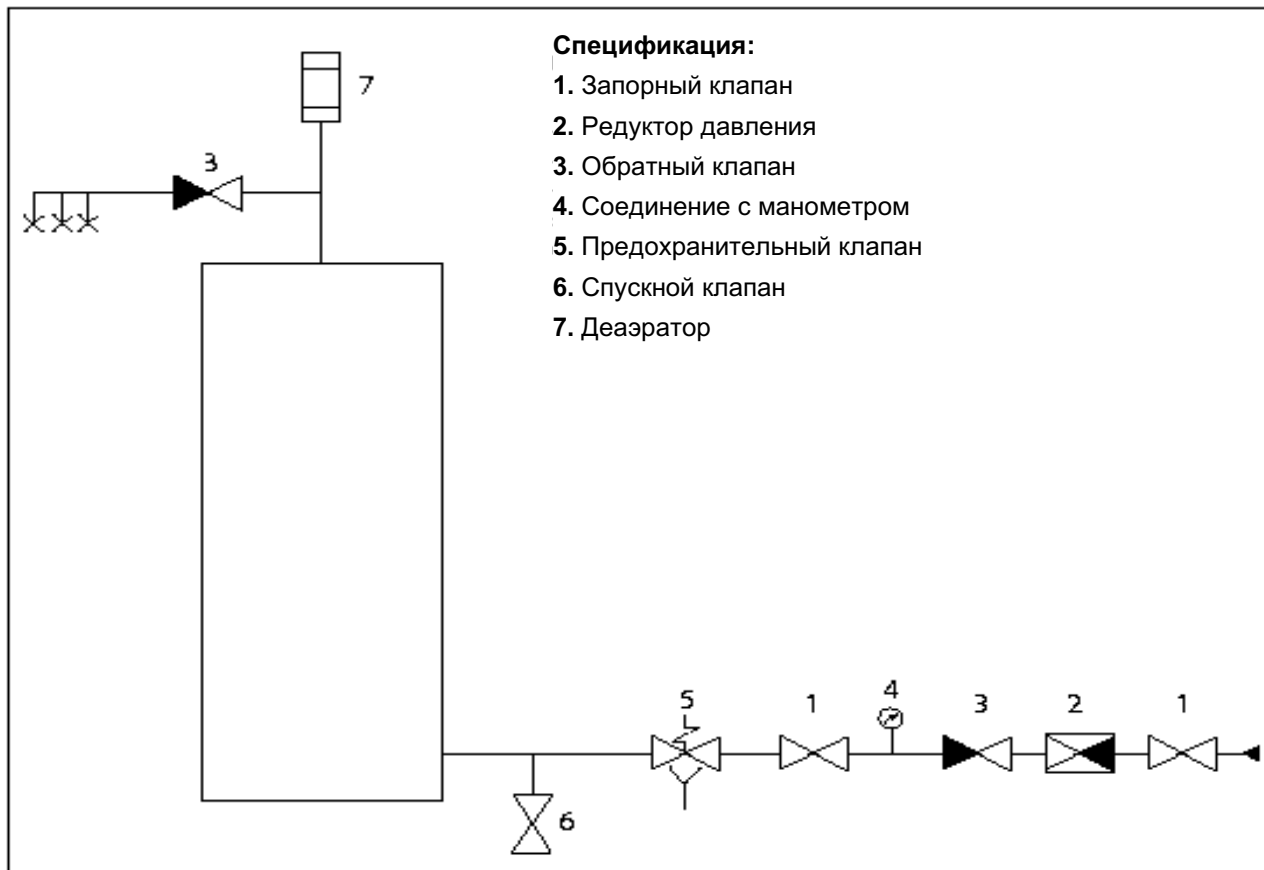 Спецификация:
1. Запорный клапан
2. Редуктор давления
3. Обратный клапан
4. Соединение с манометром
5. Предохранительный клапан
6. Спускной клапан
7. Деаэратор
7
3
5
1
4
3
2
1
6